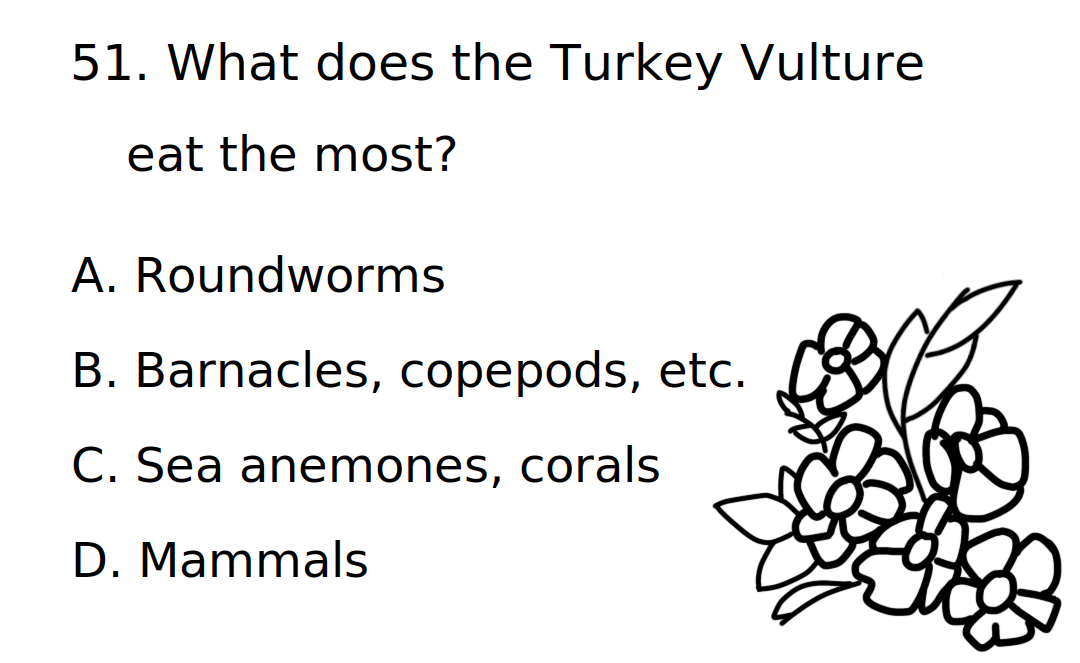 51. What does the Turkey Vulture
eat the most?
A. Roundworms
B. Barnacles, copepods, etc.
C. Sea anemones, corals
D. Mammals